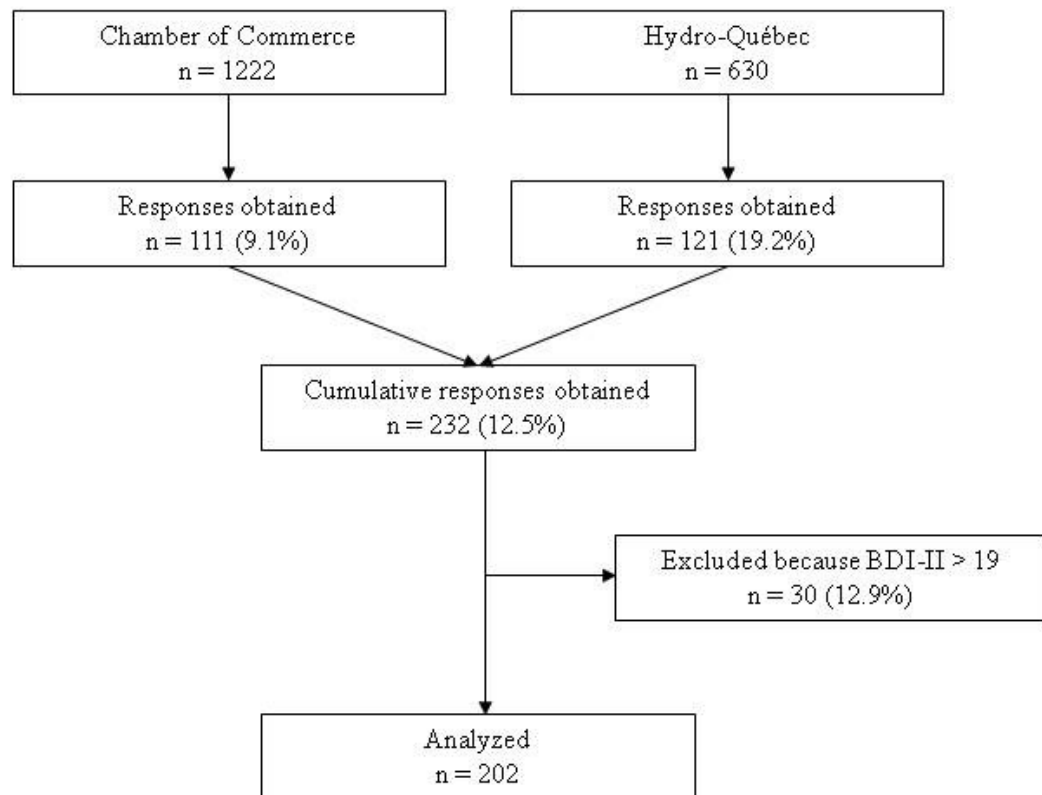 Chamber of Commerce
n = 1222
Hydro-Québec
n = 630
Responses obtained
n = 111 (9.1%)
Responses obtained
n = 121 (19.2%)
Cumulative responses obtained
n = 232 (12.5%)
Excluded because BDI-II > 19
n = 30 (12.9%)
Analyzed
n = 202